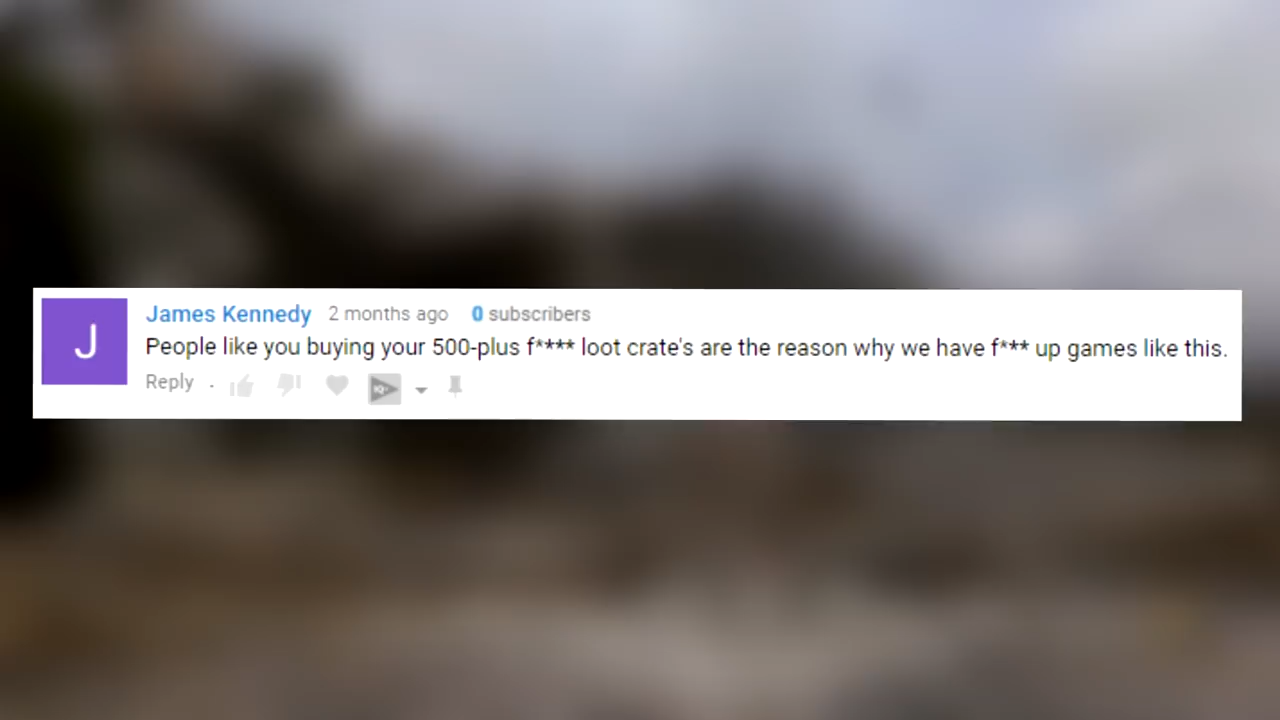 J
James Kennedy 2 months ago 0 subscribers
People like you buying your 500-plus f**** loot crate's are the reason why we have f*** up games like this.
Reply